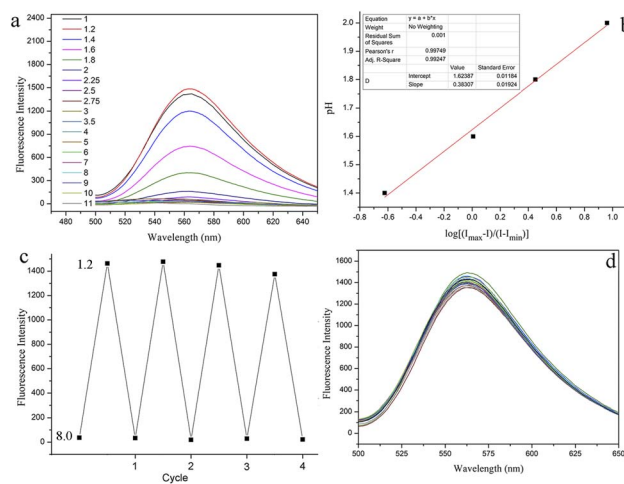 a
2400
2100
1800
1500
1200
900
600
300
0
Fluorescence Intensity
480 500 520 540 560 580 600 620 640
Wavelength (nm)
1
1.2
1.4
1.6
1.8
2
2.25
2.5
2.75
3
3.5
4
5
6
7
8
9
10
11
b
2.0
1.9
1.8
1.7
1.6
1.5
1.4
pH
Equation y = a + b*x
Weight No Weighting
Residual Sum of Squares 0.001
Pearson's r 0.99749
Adj. R-Square 0.99247
Value Standard Error
D Intercept 1.62387 0.01184
Slope 0.38307 0.01924
-0.8 -0.6 -0.4 -0.2 0.0 0.2 0.4 0.6 0.8 1.0
log[(Imax-I)/(I-Imin)]
c
1400
1200
1000
800
600
400
200
0
Fluorescence Intensity
1.2
8.0
1 2 3 4
Cycle
d
1600
1400
1200
1000
800
600
400
200
0
Fluorescence Intensity
500 525 550 575 600 625 650
Wavelength (nm)